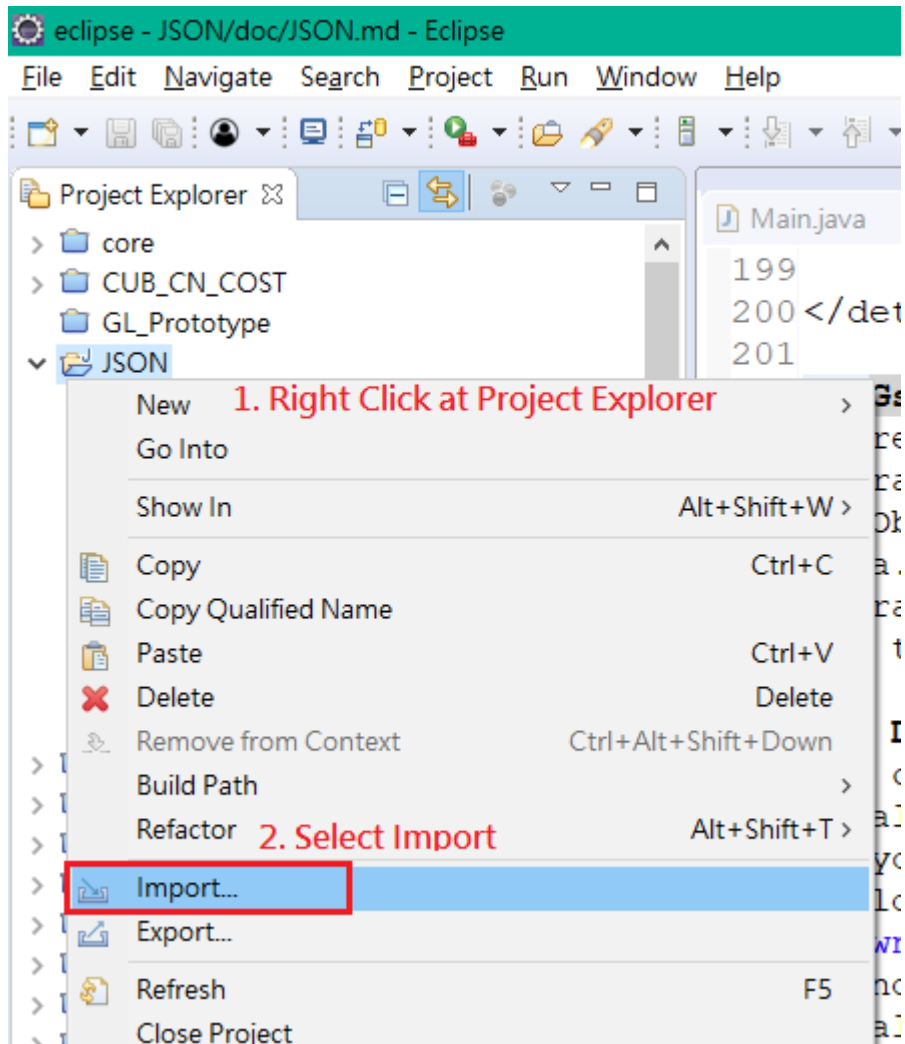 eclipse - JSON/doc/JSON.md - Eclipse
File Edit Navigate Search Project Run Window Help
Project Explorer
Main.java
core
CUB_CN_COST
GL_Prototype
JSON
199
200 </det
201
New 1. Right Click at Project Explorer
Go Into
Show In Alt+Shift+W
Copy Ctrl+C
Copy Qualified Name
Paste Ctrl+V
Delete Delete
Remove from Context Ctrl+Alt+Shift+Down
Build Path
Refactor 2. Select Import Alt+Shift+T
Import...
Export...
Refresh F5
Close Project